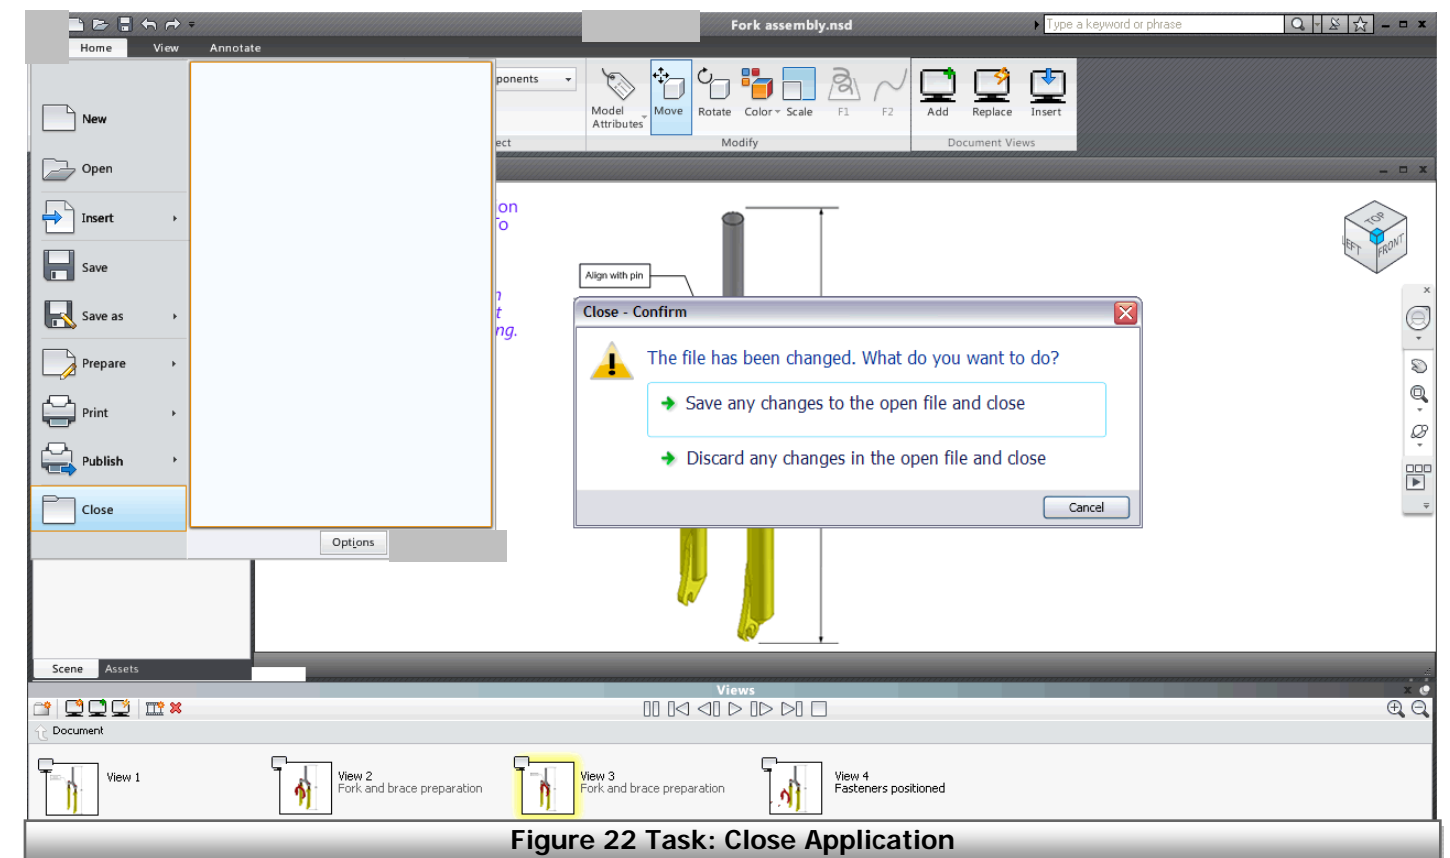 Fork assembly.nsd
Type a keyword or phrase
Home View Annotate
New
Open
Insert
Save
Save as
Prepare
Print
Publish
Close
Options
ponents
ect
Model
Attributes
Move
Rotate
Color
Scale
F1
F2
Modify
Add
Replace
Insert
Document Views
on
To
n
t
ng.
Align with pin
TOP
LEFT
FRONT
Close - Confirm
The file has been changed. What do you want to do?
Save any changes to the open file and close
Discard any changes in the open file and close
Cancel
Scene Assets
Views
Document
View 1
View 2
Fork and brace preparation
View 3
Fork and brace preparation
View 4
Fasteners positioned
Figure 22 Task: Close Application